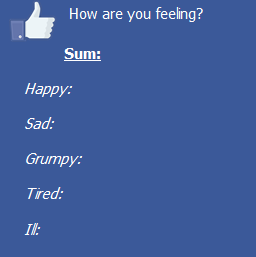 How are you feeling?
Sum:
Happy:
Sad:
Grumpy:
Tired:
Ill: